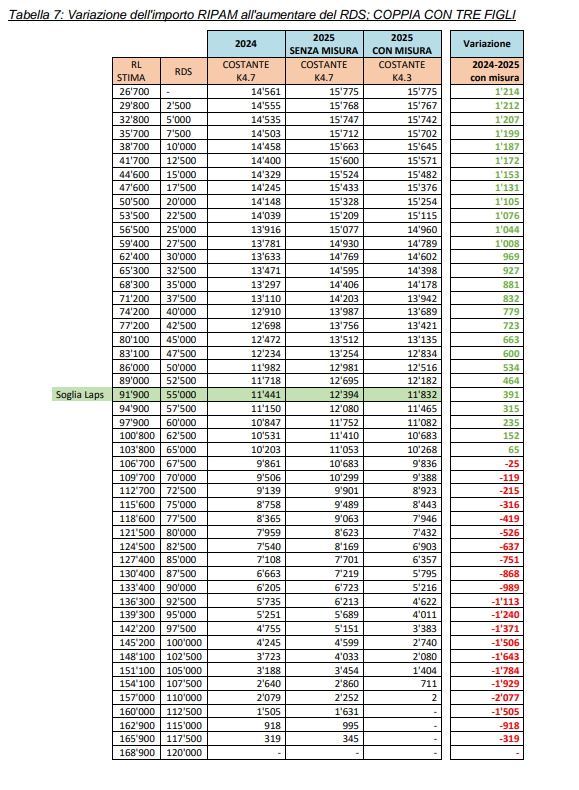 Tabella 7: Variazione dell'importo RIPAM all'aumentare del RDS; COPPIA CON TRE FIGLI
2024 2025 SENZA MISURA 2025 CON MISURA Variazione
RL STIMA RDS COSTANTE K4.7 COSTANTE K4.7 COSTANTE K4.3 2024-2025 con misura
26'700 - 14'561 15'775 15'775 1'214
29'800 2'500 14'555 15'768 15'767 1'212
32'800 5'000 14'535 15'747 15'742 1'207
35'700 7'500 14'503 15'712 15'702 1'199
38'700 10'000 14'458 15'663 15'645 1'187
41'700 12'500 14'400 15'600 15'571 1'172
44'600 15'000 14'329 15'524 15'482 1'153
47'600 17'500 14'245 15'433 15'376 1'131
50'500 20'000 14'148 15'328 15'254 1'105
53'500 22'500 14'039 15'209 15'115 1'076
56'500 25'000 13'916 15'077 14'960 1'044
59'400 27'500 13'781 14'930 14'789 1'008
62'400 30'000 13'633 14'769 14'602 969
65'300 32'500 13'471 14'595 14'398 927
68'300 35'000 13'297 14'406 14'178 881
71'200 37'500 13'110 14'203 13'942 832
74'200 40'000 12'910 13'987 13'689 779
77'200 42'500 12'698 13'756 13'421 723
80'100 45'000 12'472 13'512 13'135 663
83'100 47'500 12'234 13'254 12'834 600
86'000 50'000 11'982 12'981 12'516 534
89'000 52'500 11'718 12'695 12'182 464
Soglia Laps 91'900 55'000 11'441 12'394 11'832 391
94'900 57'500 11'150 12'080 11'465 315
97'900 60'000 10'847 11'752 11'082 235
100'800 62'500 10'531 11'410 10'683 152
103'800 65'000 10'203 11'053 10'268 65
106'700 67'500 9'861 10'683 9'836 -25
109'700 70'000 9'506 10'299 9'388 -119
112'700 72'500 9'139 9'901 8'923 -215
115'600 75'000 8'758 9'489 8'443 -316
118'600 77'500 8'365 9'063 7'946 -419
121'500 80'000 7'959 8'623 7'432 -526
124'500 82'500 7'540 8'169 6'903 -637
127'400 85'000 7'108 7'701 6'357 -751
130'400 87'500 6'663 7'219 5'795 -868
133'400 90'000 6'205 6'723 5'216 -989
136'300 92'500 5'735 6'213 4'622 -1'113
139'300 95'000 5'251 5'689 4'011 -1'240
142'200 97'500 4'755 5'151 3'383 -1'371
145'200 100'000 4'245 4'599 2'740 -1'506
148'100 102'500 3'723 4'033 2'080 -1'643
151'100 105'000 3'188 3'454 1'404 -1'784
154'100 107'500 2'640 2'860 711 -1'929
157'000 110'000 2'079 2'252 2 -2'077
160'000 112'500 1'505 1'631 - -1'505
162'900 115'000 918 995 - -918
165'900 117'500 319 345 - -319
168'900 120'000 - - - -